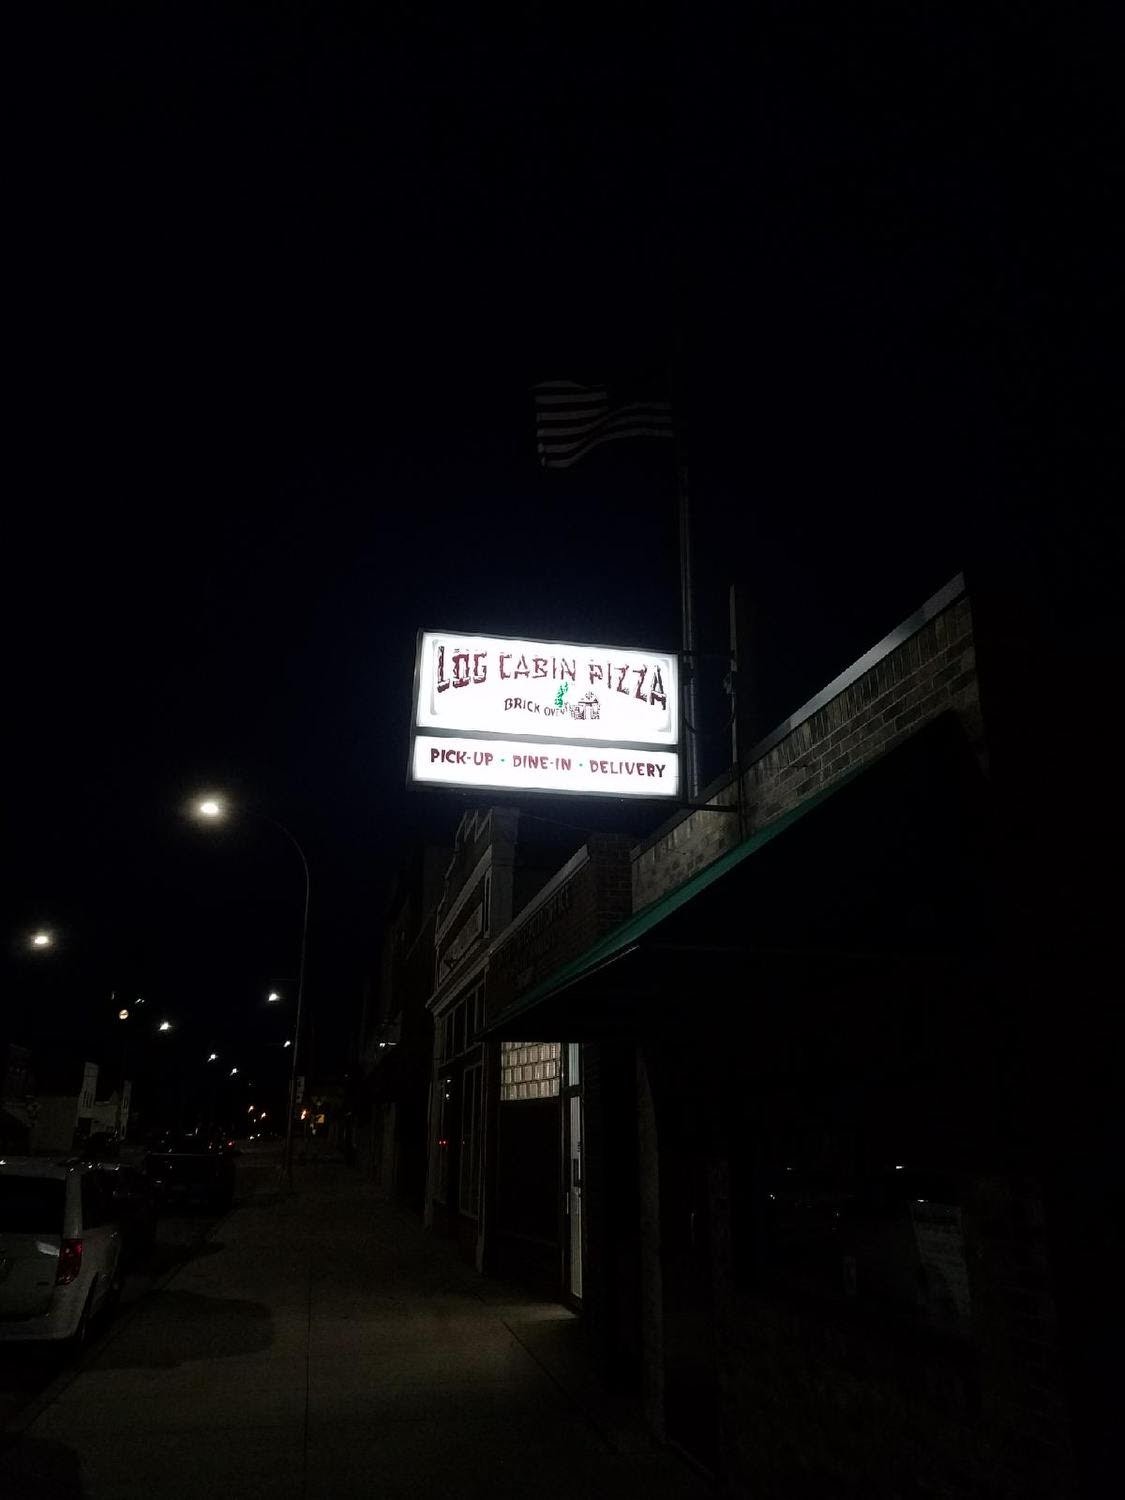 LOG CABIN PIZZA
BRICK OVEN
PICK-UP · DINE-IN · DELIVERY